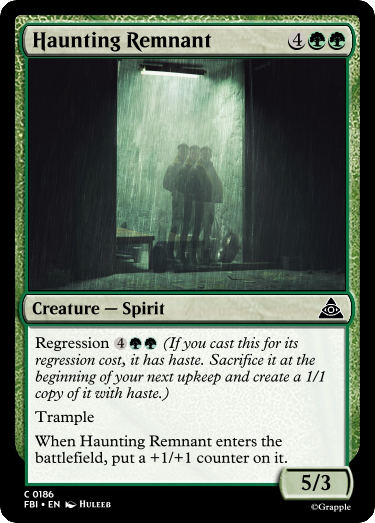 Haunting Remnant 4
Creature — Spirit
Regression 4 (If you cast this for its
regression cost, it has haste. Sacrifice it at the
beginning of your next upkeep and create a 1/1
copy of it with haste.)
Trample
When Haunting Remnant enters the
battlefield, put a +1/+1 counter on it.
5/3
C 0186
FBI • EN Huleeb
©Grapple